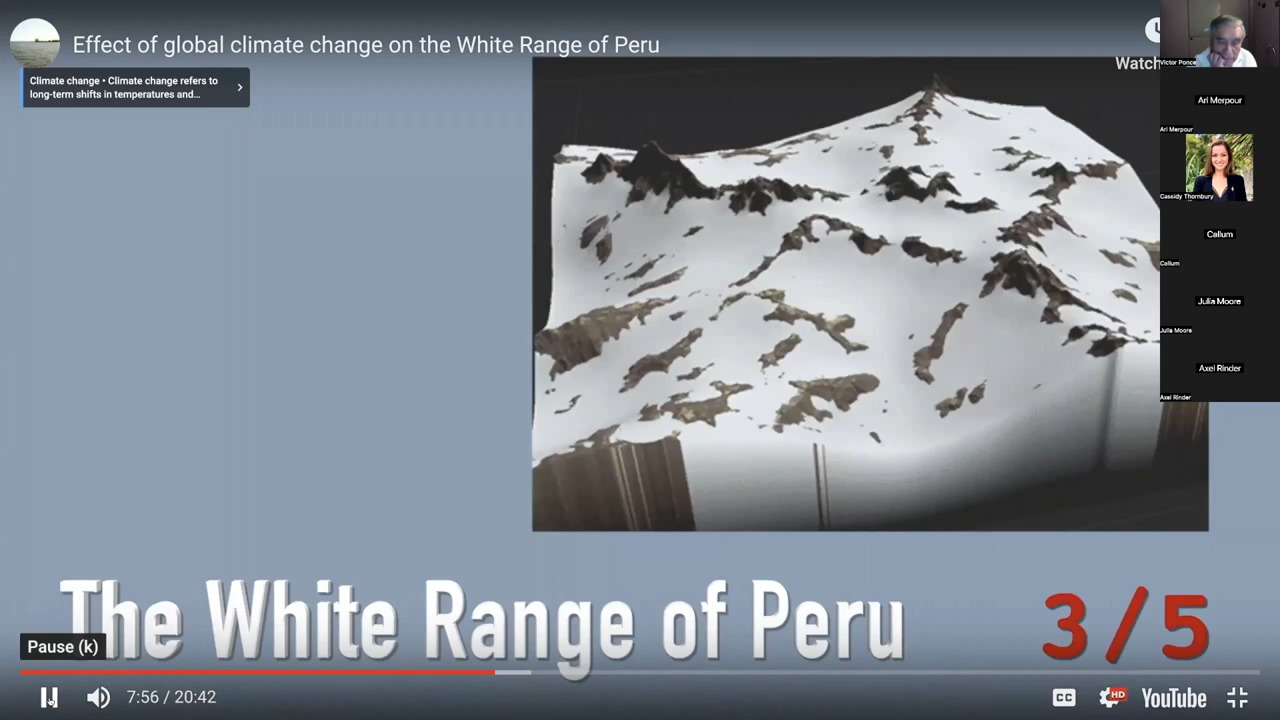 Effect of global climate change on the White Range of Peru
Climate change • Climate change refers to
long-term shifts in temperatures and...
Watch
Victor Ponce
Ari Merpour
Ari Merpour
Cassidy Thornbury
Callum
Callum
Julia Moore
Julia Moore
Axel Rinder
Axel Rinder
The White Range of Peru
3/5
Pause (k)
7:56 / 20:42
CC
HD
YouTube